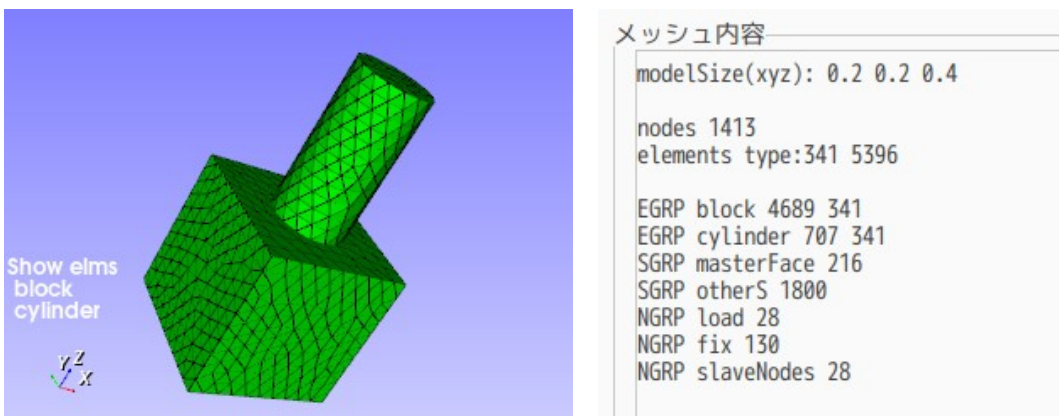 Show elms
block
cylinder
Y Z
X
メッシュ内容
modelSize(xyz): 0.2 0.2 0.4
nodes 1413
elements type:341 5396
EGRP block 4689 341
EGRP cylinder 707 341
SGRP masterFace 216
SGRP otherS 1800
NGRP load 28
NGRP fix 130
NGRP slaveNodes 28